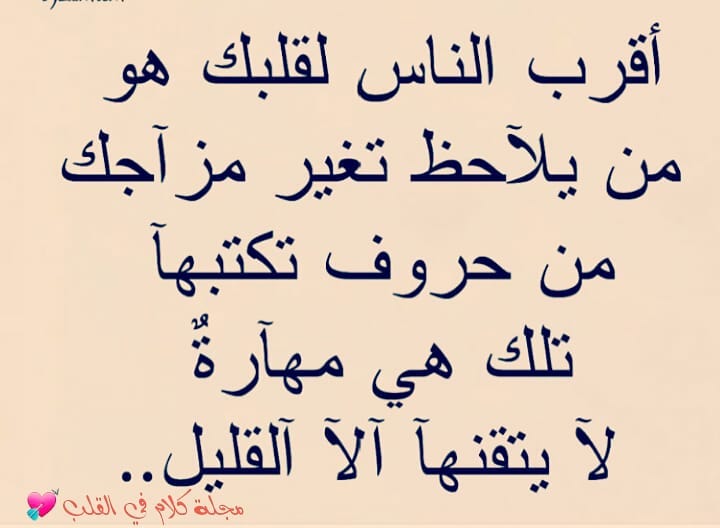 أقرب الناس لقلبك هو
من يلآحظ تغير مزآجك
من حروف تكتبهآ
تلك هي مهآرةٌ
لآ يتقنهآ آلآ آلقليل..
مجلة كلام في القلب 💘